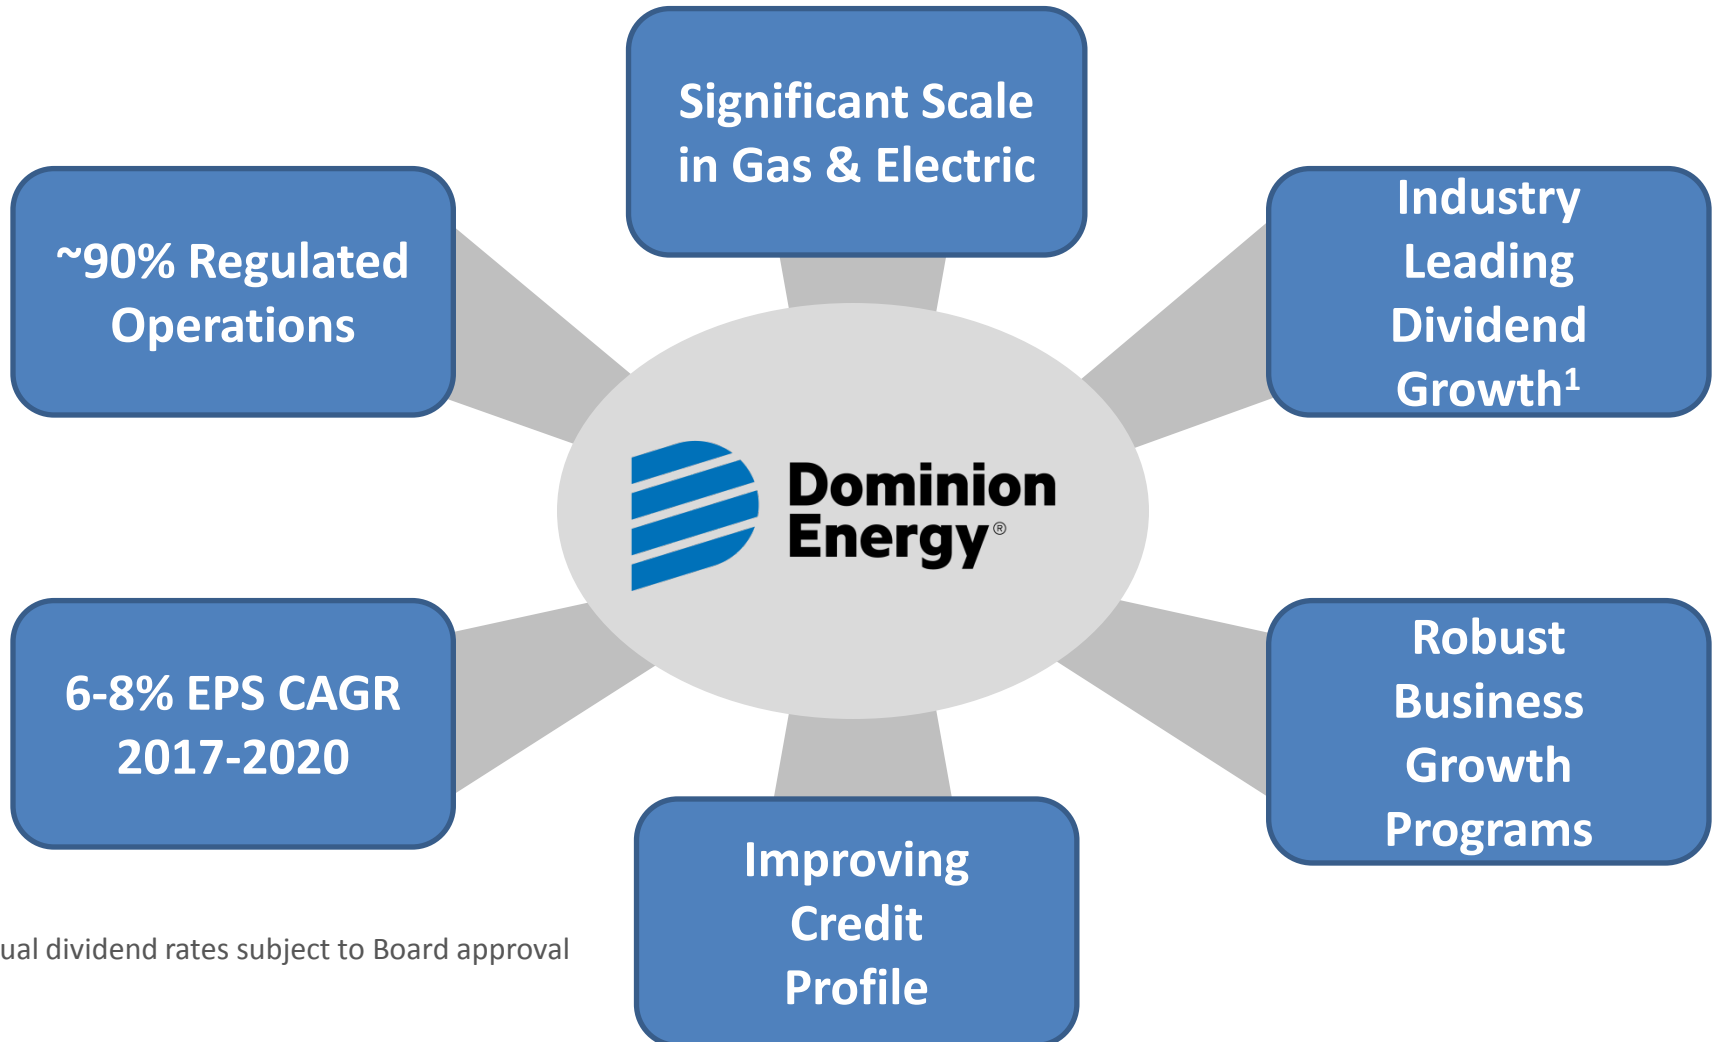 Significant Scale
in Gas & Electric
~90% Regulated
Operations
Industry
Leading
Dividend
Growth¹
Dominion
Energy®
6-8% EPS CAGR
2017-2020
Robust
Business
Growth
Programs
Improving
Credit
Profile
dividend rates subject to Board approval